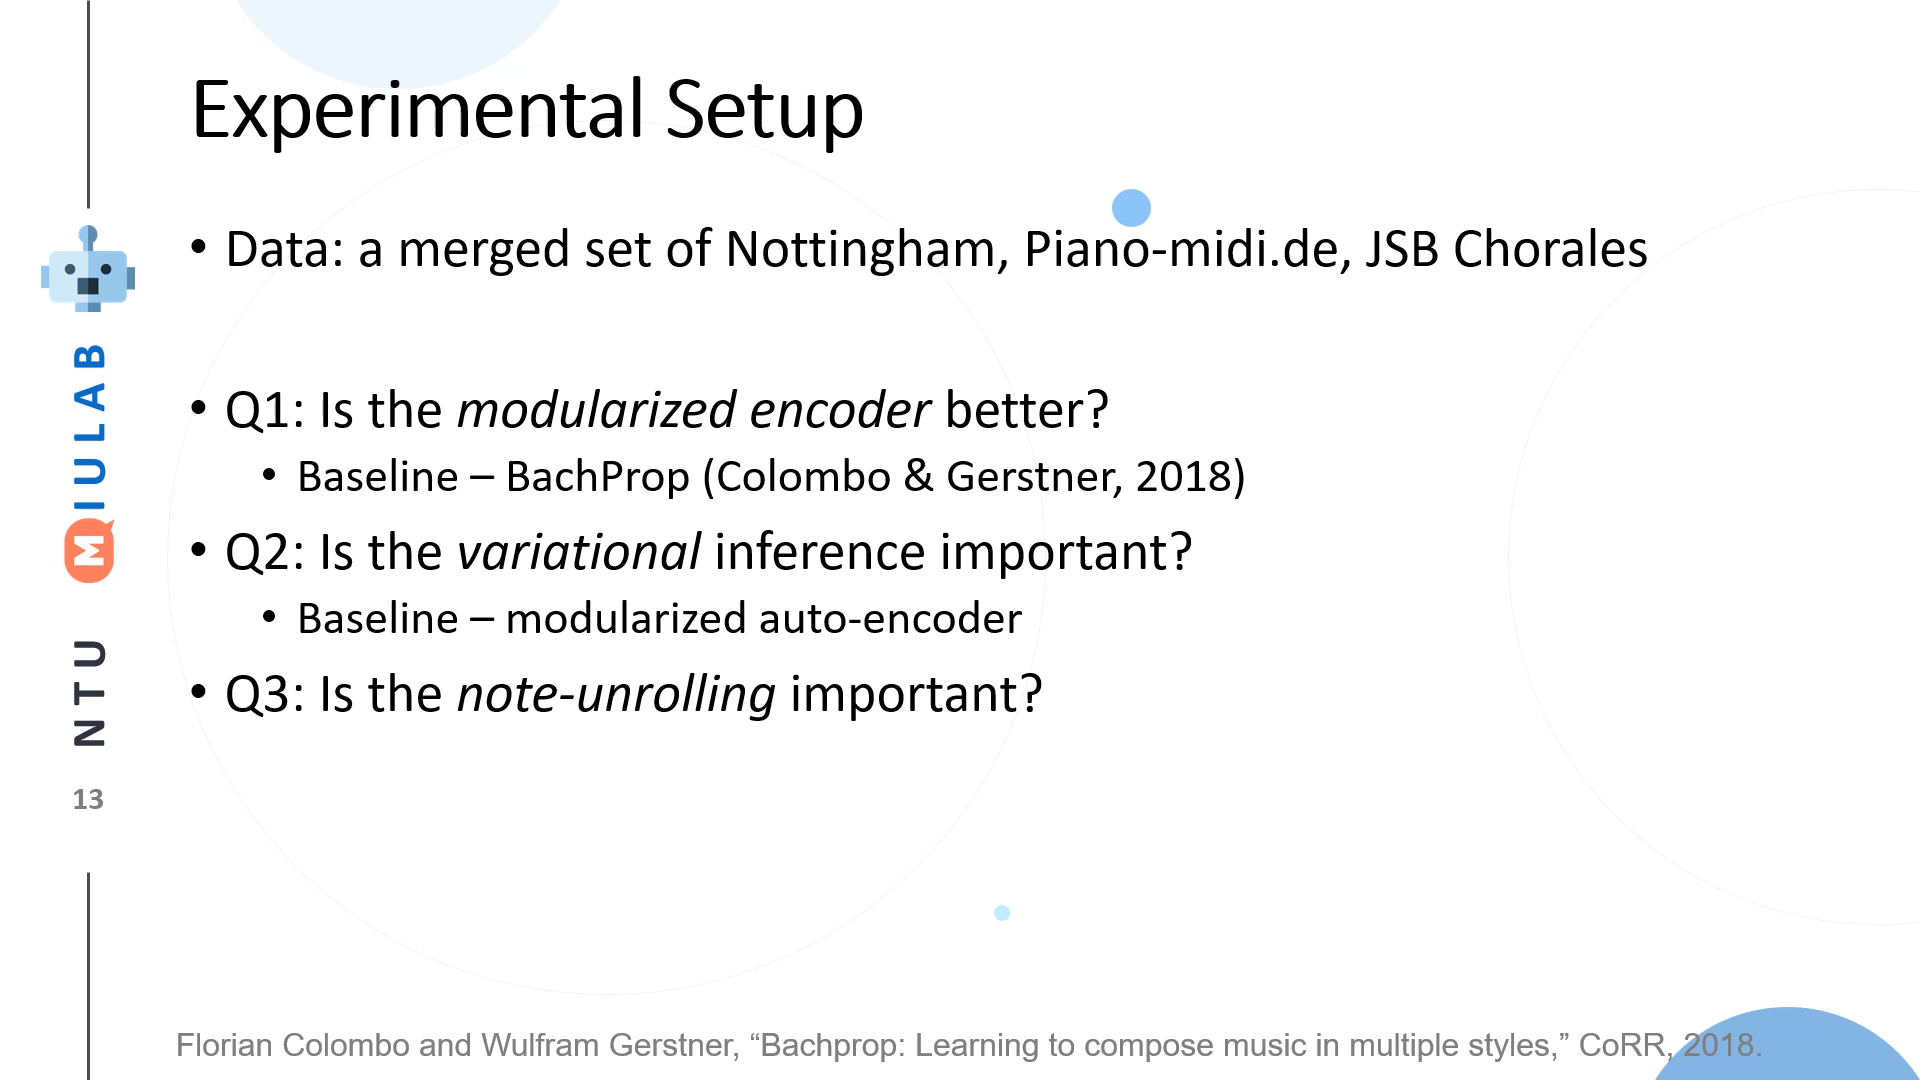 Experimental Setup
• Data: a merged set of Nottingham, Piano-midi.de, JSB Chorales
• Q1: Is the modularized encoder better?
• Baseline – BachProp (Colombo & Gerstner, 2018)
• Q2: Is the variational inference important?
• Baseline – modularized auto-encoder
• Q3: Is the note-unrolling important?
NTU MIULAB
13
Florian Colombo and Wulfram Gerstner, “Bachprop: Learning to compose music in multiple styles,” CoRR, 2018.